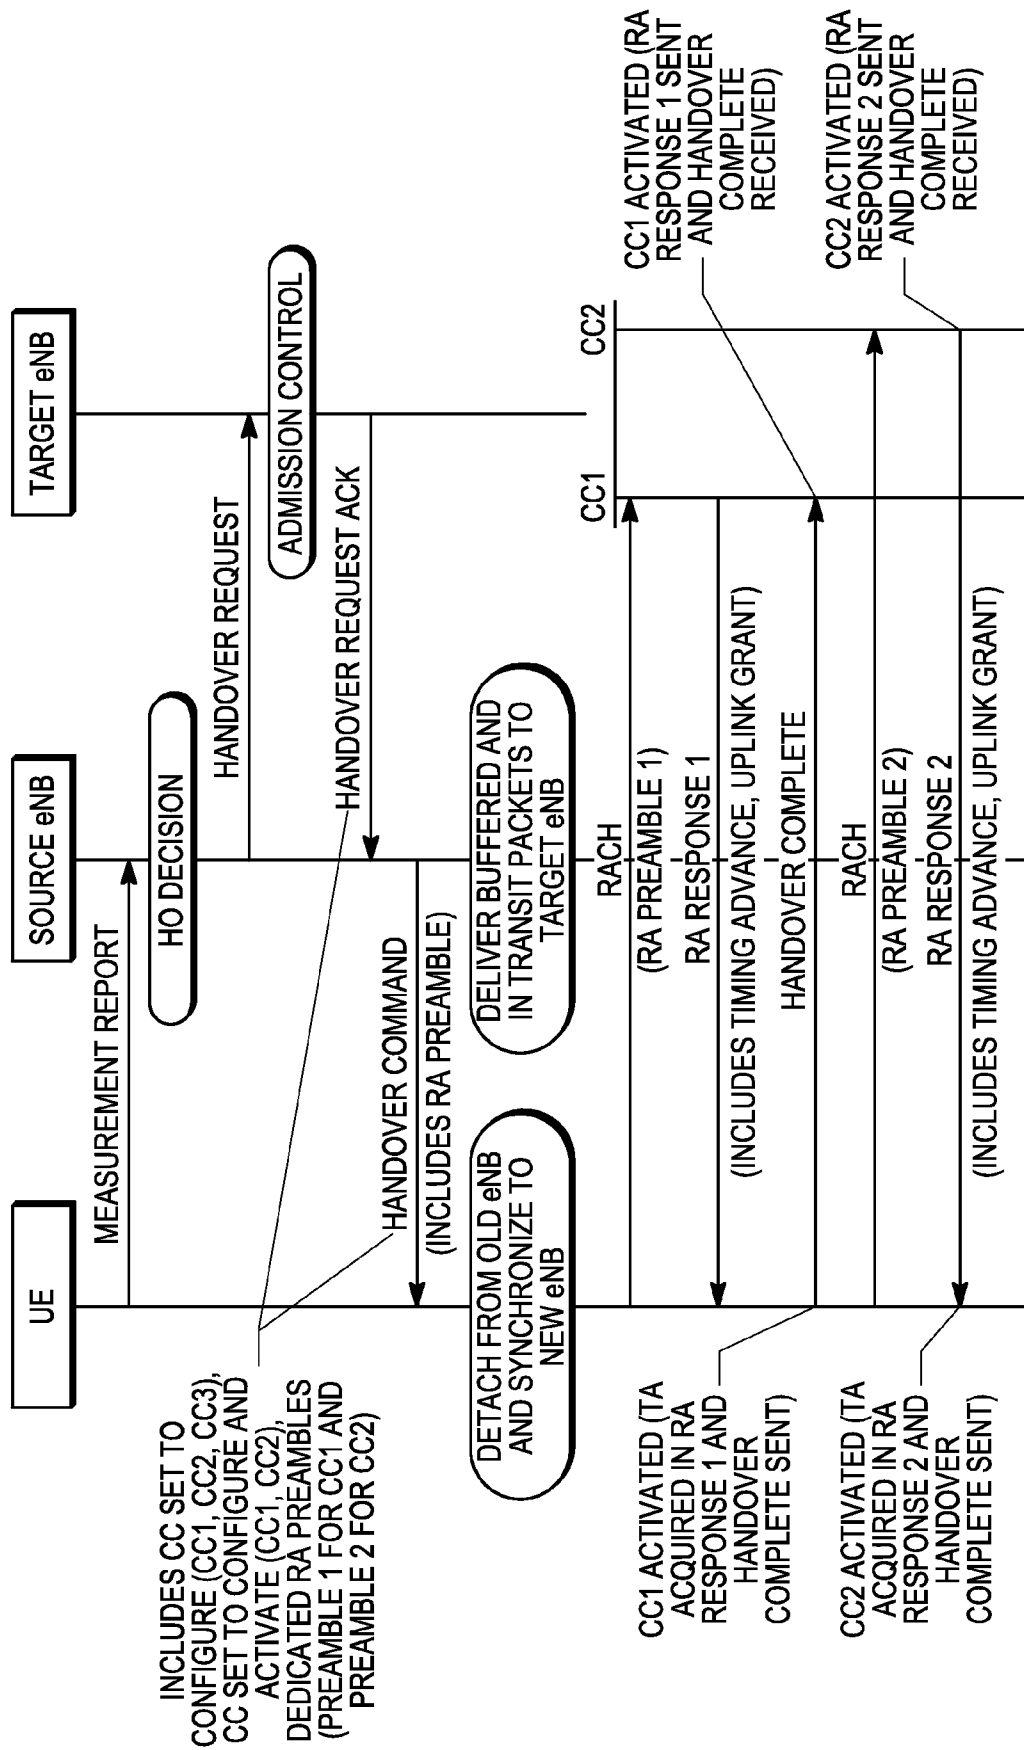 UE
SOURCE eNB
TARGET eNB
MEASUREMENT REPORT
HO DECISION
HANDOVER REQUEST
ADMISSION CONTROL
HANDOVER REQUEST ACK
INCLUDES CC SET TO
CONFIGURE (CC1, CC2, CC3),
CC SET TO CONFIGURE AND
ACTIVATE (CC1, CC2),
DEDICATED RA PREAMBLES
(PREAMBLE 1 FOR CC1 AND
PREAMBLE 2 FOR CC2)
HANDOVER COMMAND
(INCLUDES RA PREAMBLE)
DETACH FROM OLD eNB
AND SYNCHRONIZE TO
NEW eNB
DELIVER BUFFERED AND
IN TRANSIT PACKETS TO
TARGET eNB
CC1
CC2
RACH
(RA PREAMBLE 1)
RA RESPONSE 1
(INCLUDES TIMING ADVANCE, UPLINK GRANT)
HANDOVER COMPLETE
CC1 ACTIVATED (TA
ACQUIRED IN RA
RESPONSE 1 AND
HANDOVER
COMPLETE SENT)
CC1 ACTIVATED (RA
RESPONSE 1 SENT
AND HANDOVER
COMPLETE
RECEIVED)
RACH
(RA PREAMBLE 2)
RA RESPONSE 2
(INCLUDES TIMING ADVANCE, UPLINK GRANT)
CC2 ACTIVATED (TA
ACQUIRED IN RA
RESPONSE 2 AND
HANDOVER
COMPLETE SENT)
CC2 ACTIVATED (RA
RESPONSE 2 SENT
AND HANDOVER
COMPLETE
RECEIVED)